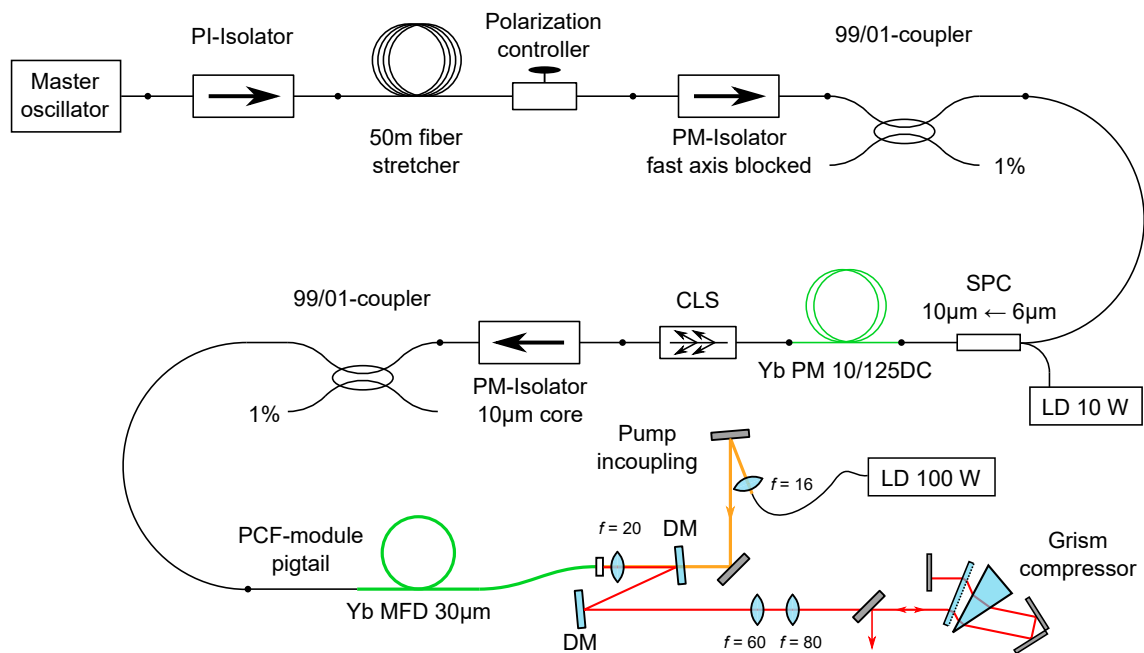 PI-Isolator
Polarization
controller
99/01-coupler
Master
oscillator
50m fiber
stretcher
PM-Isolator
fast axis blocked
1%
99/01-coupler
CLS
SPC
10µm ← 6µm
PM-Isolator
10µm core
Yb PM 10/125DC
LD 10 W
1%
Pump
incoupling
f = 16
LD 100 W
PCF-module
pigtail
f = 20
DM
Grism
compressor
Yb MFD 30µm
DM
f = 60
f = 80